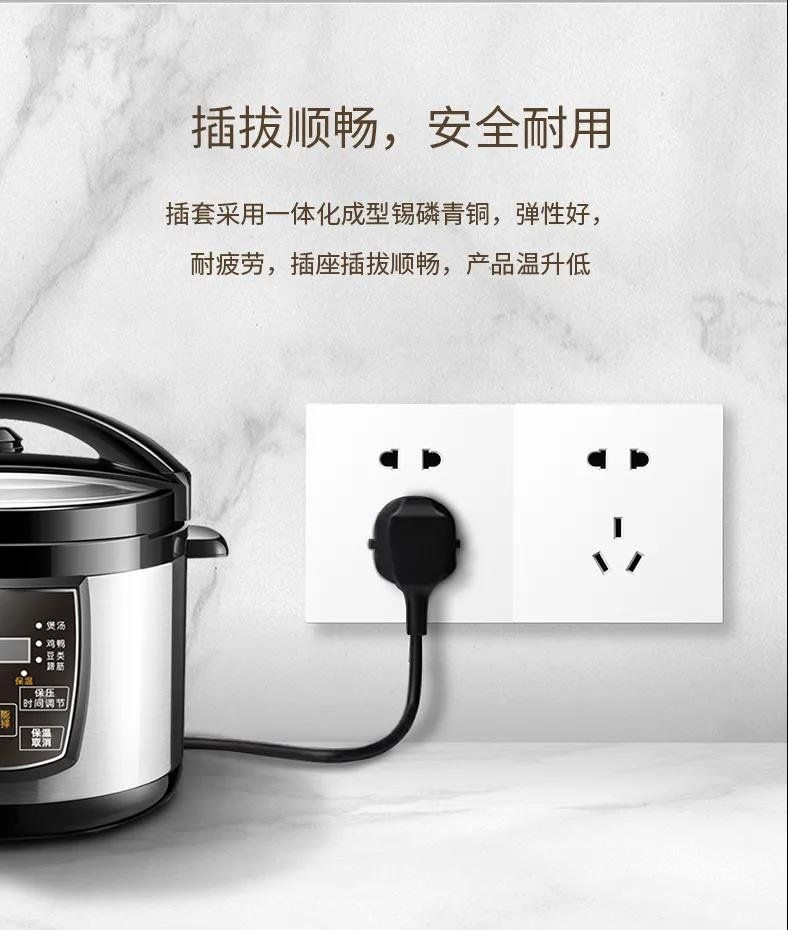 插拔顺畅，安全耐用
插套采用一体化成型锡磷青铜，弹性好，
耐疲劳，插座插拔顺畅，产品温升低
煲汤
鸡鸭
豆类
蹄筋
保温
保压
时间调节
能
择
保温
取消